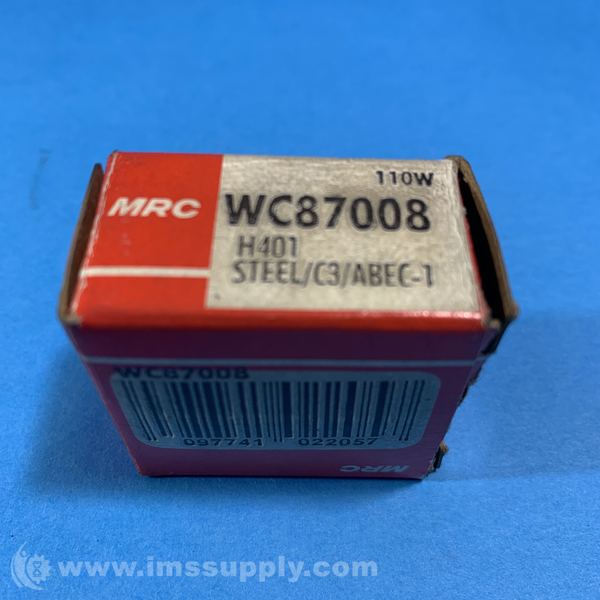 110W
MRC WC87008
H401
STEEL/C3/ABEC-1
WC87008
097741 022057
MRC
www.imssupply.com